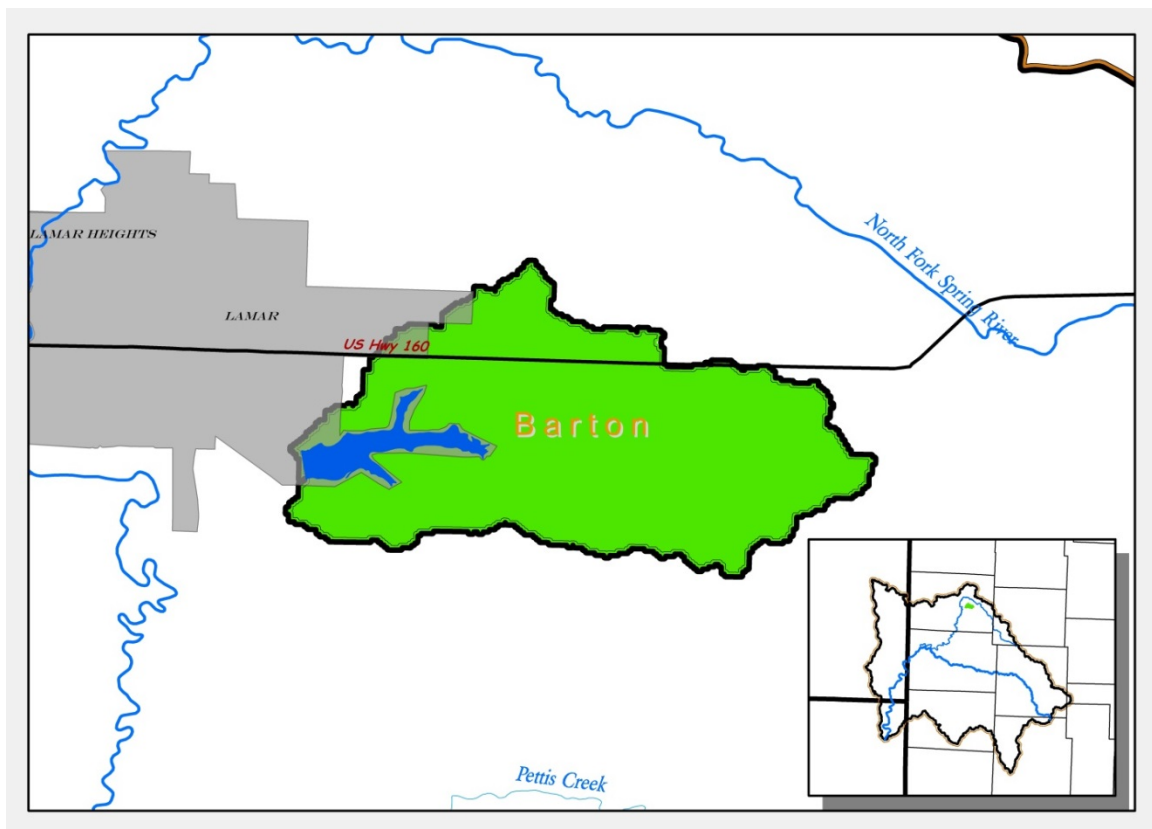 North Fork Spring River
LAMAR HEIGHTS
LAMAR
US Hwy 160
Barton
Pettis Creek